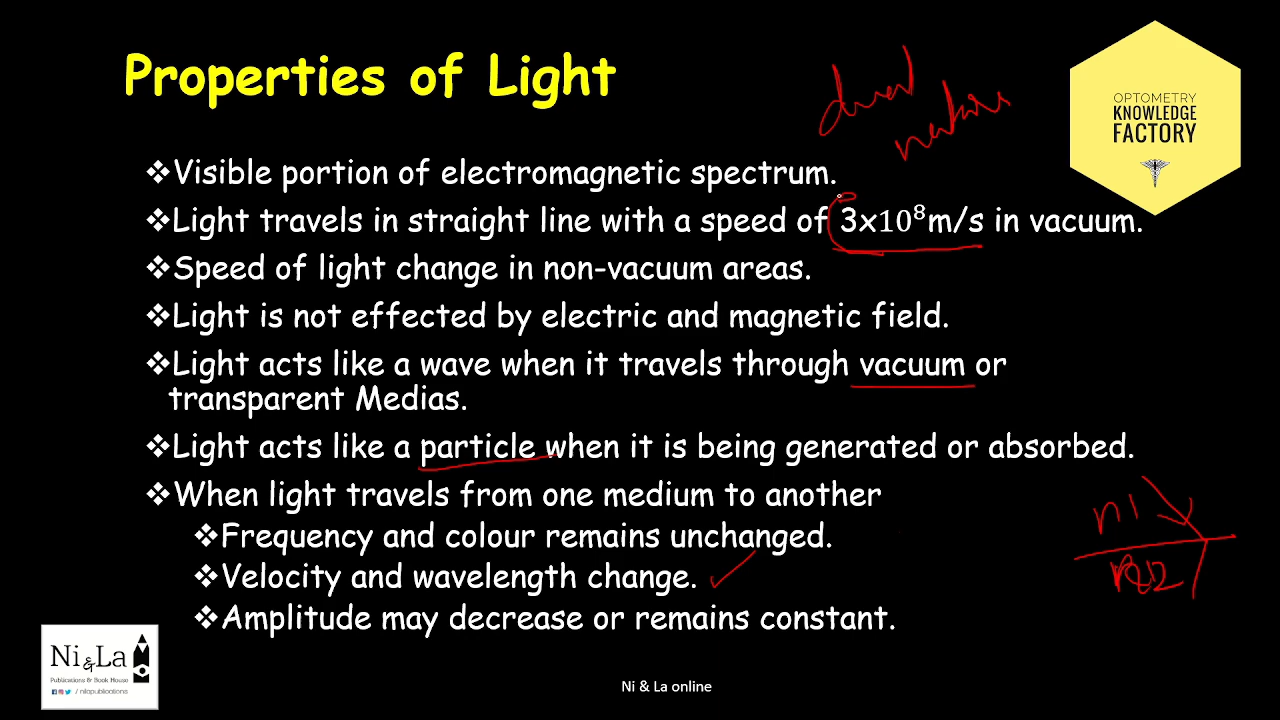 Properties of Light
dual
nature
OPTOMETRY
KNOWLEDGE
FACTORY
❖Visible portion of electromagnetic spectrum.
❖Light travels in straight line with a speed of 3x10⁸m/s in vacuum.
❖Speed of light change in non-vacuum areas.
❖Light is not effected by electric and magnetic field.
❖Light acts like a wave when it travels through vacuum or
transparent Medias.
❖Light acts like a particle when it is being generated or absorbed.
❖When light travels from one medium to another
❖Frequency and colour remains unchanged.
❖Velocity and wavelength change.
❖Amplitude may decrease or remains constant.
n1
n2
Ni&La
Publications & Book House
/ nilapublications
Ni & La online